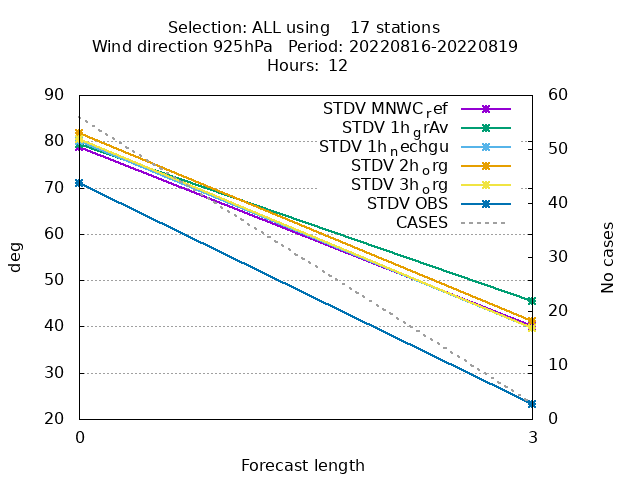 Selection: ALL using    17 stations
Wind direction 925hPa   Period: 20220816-20220819
Hours: 12
90
80
70
60
50
40
30
20
60
50
40
30
20
10
0
STDV MNWC_ref
STDV 1h_grAv
STDV 1h_nechgu
STDV 2h_org
STDV 3h_org
STDV OBS
CASES
deg
No cases
0
3
Forecast length